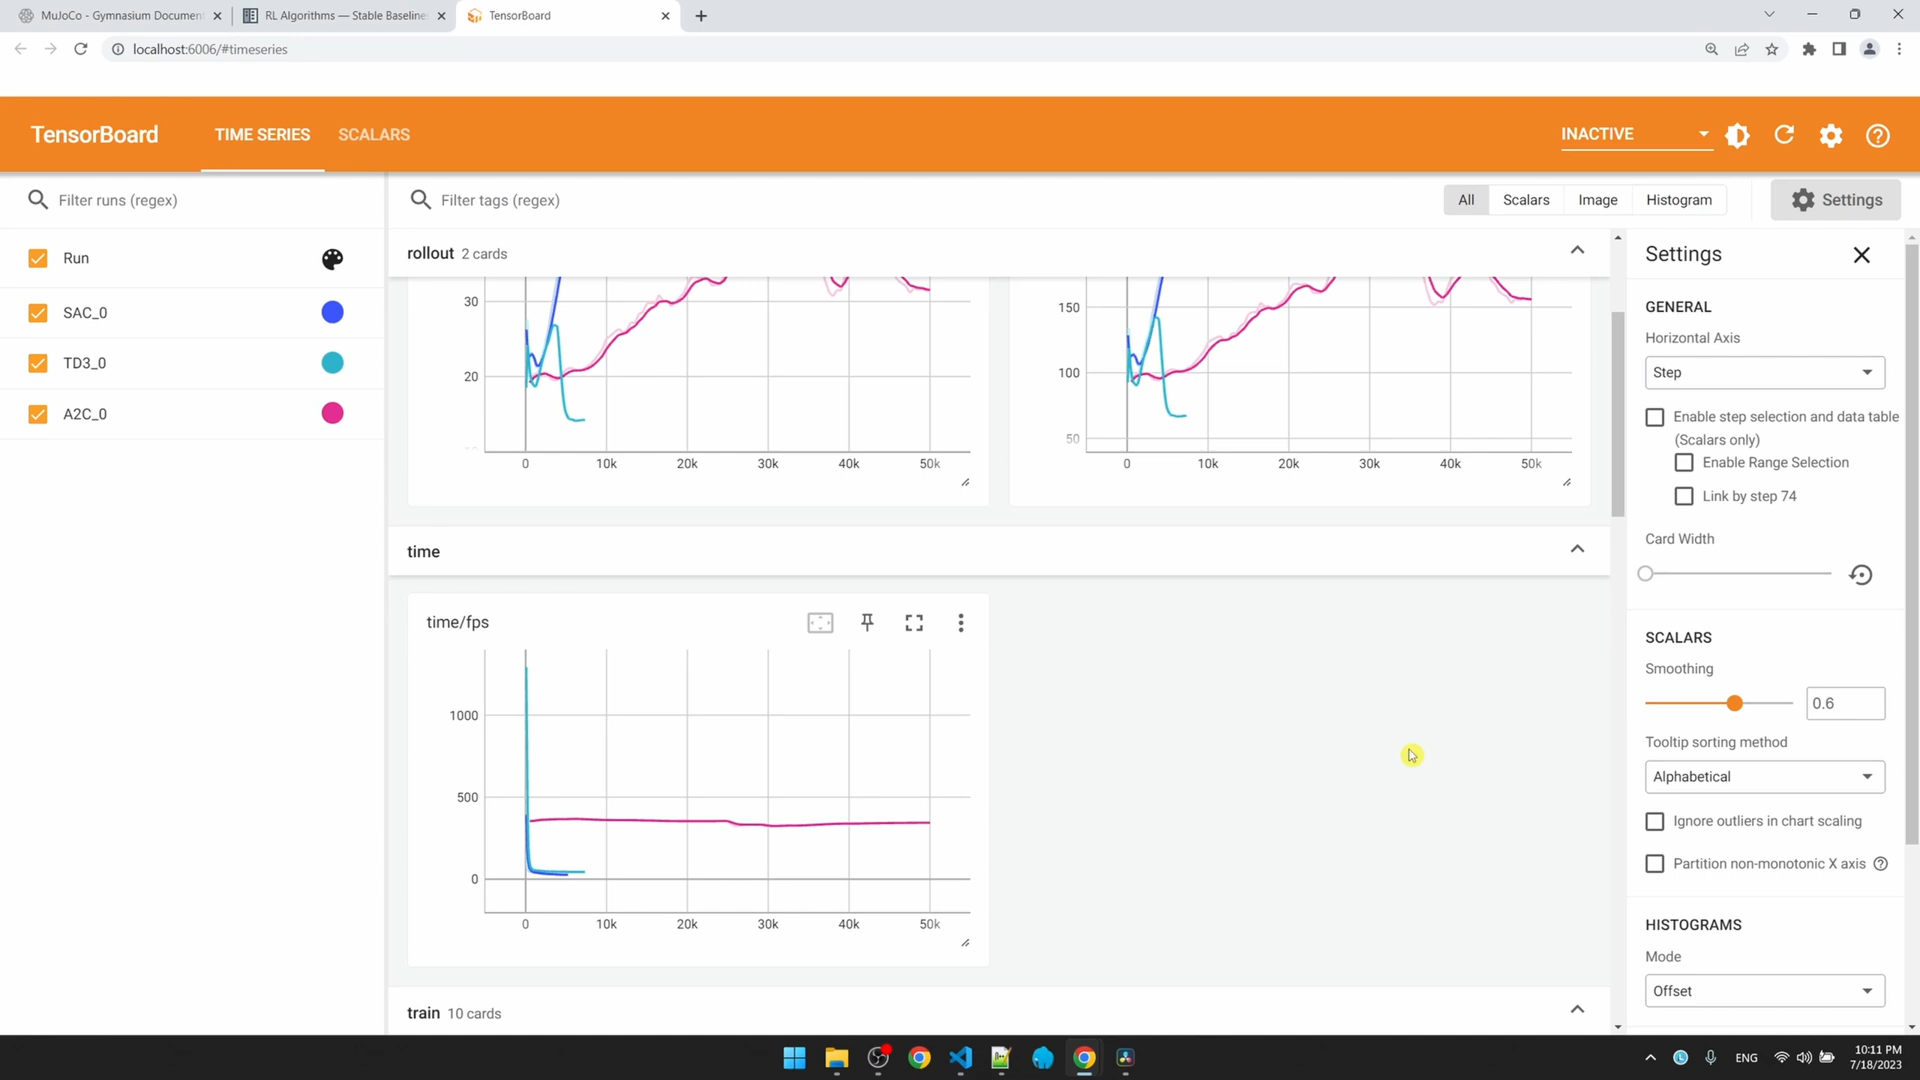 MuJoCo - Gymnasium Document
RL Algorithms — Stable Baseline
TensorBoard
localhost:6006/#timeseries
TensorBoard
TIME SERIES
SCALARS
INACTIVE
Filter runs (regex)
Filter tags (regex)
All
Scalars
Image
Histogram
Settings
Run
SAC_0
TD3_0
A2C_0
rollout 2 cards
30
20
0
10k
20k
30k
40k
50k
150
100
50
0
10k
20k
30k
40k
50k
time
time/fps
1000
500
0
0
10k
20k
30k
40k
50k
train 10 cards
Settings
GENERAL
Horizontal Axis
Step
Enable step selection and data table
(Scalars only)
Enable Range Selection
Link by step 74
Card Width
SCALARS
Smoothing
0.6
Tooltip sorting method
Alphabetical
Ignore outliers in chart scaling
Partition non-monotonic X axis
HISTOGRAMS
Mode
Offset
ENG
10:11 PM
7/18/2023